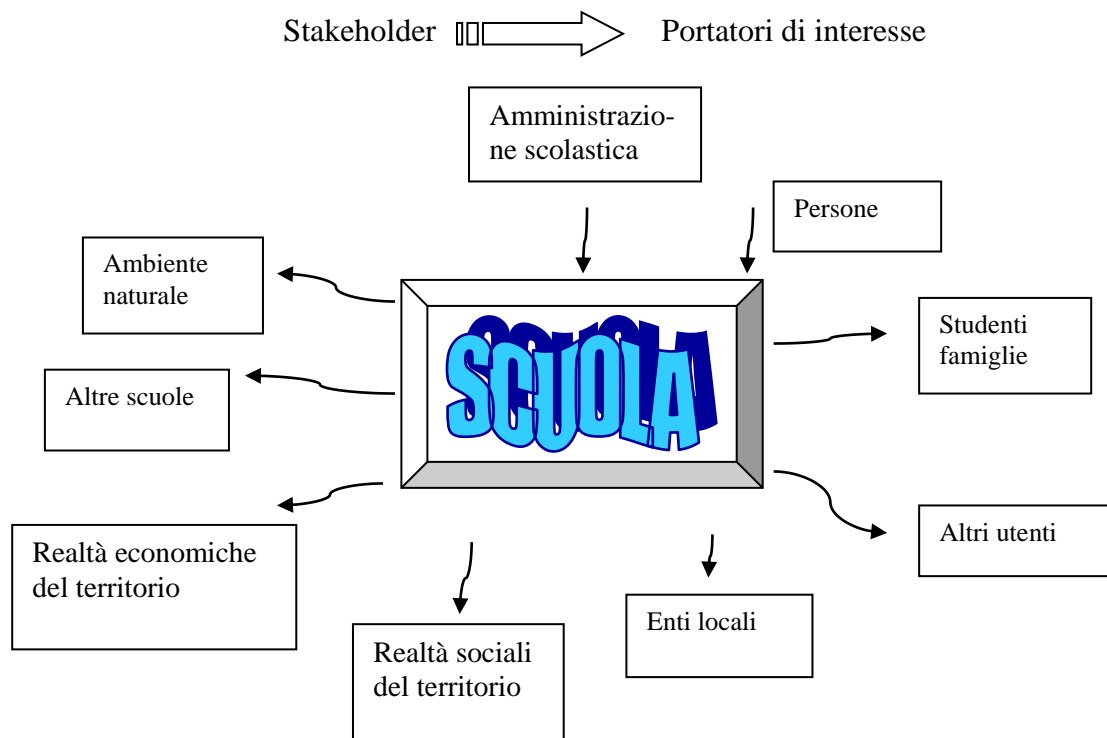 Stakeholder Portatori di interesse
Amministrazio-
ne scolastica
Persone
Ambiente
naturale
SCUOLA
Studenti
famiglie
Altre scuole
Altri utenti
Realtà economiche
del territorio
Enti locali
Realtà sociali
del territorio